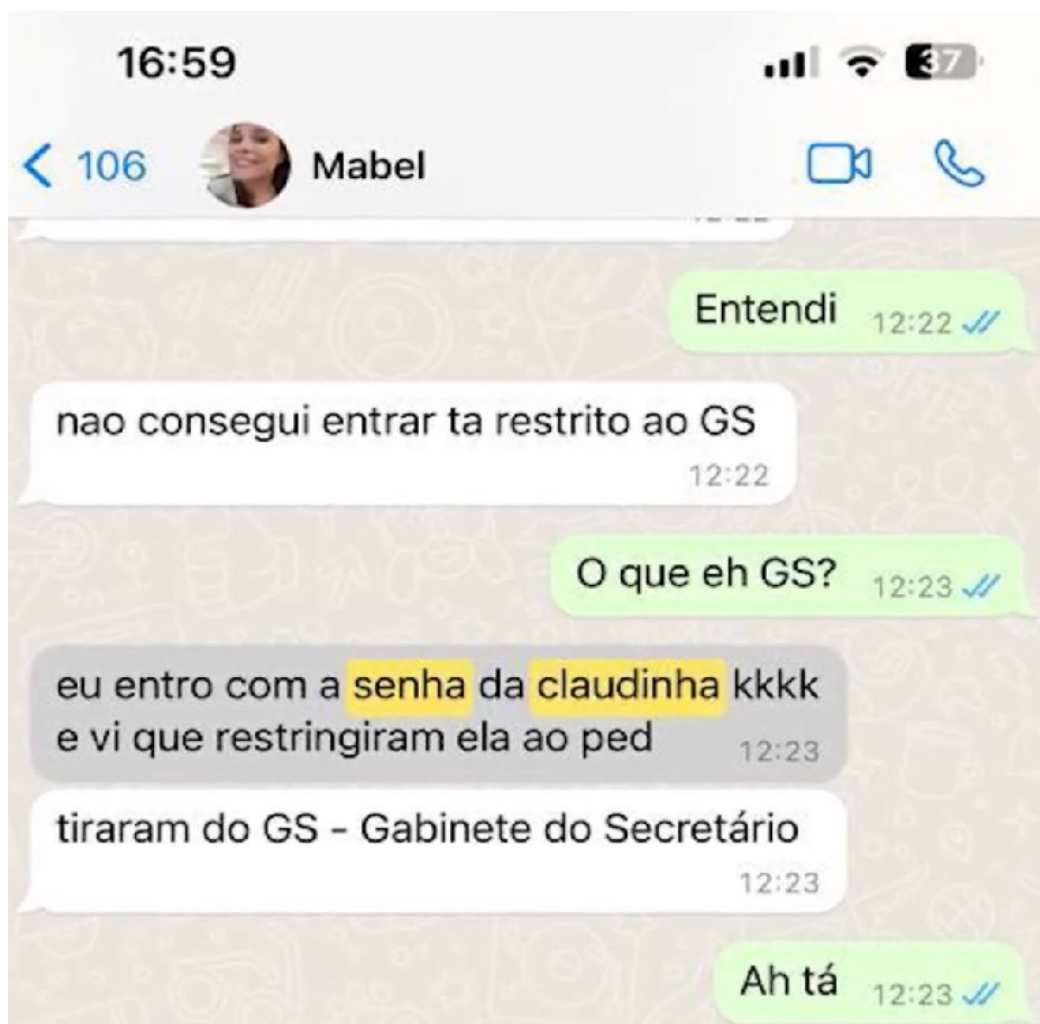 16:59
37
106
Mabel
Entendi 12:22
nao consegui entrar ta restrito ao GS
12:22
O que eh GS? 12:23
eu entro com a senha da claudinha kkkk
e vi que restringiram ela ao ped 12:23
tiraram do GS - Gabinete do Secretário
12:23
Ah tá 12:23